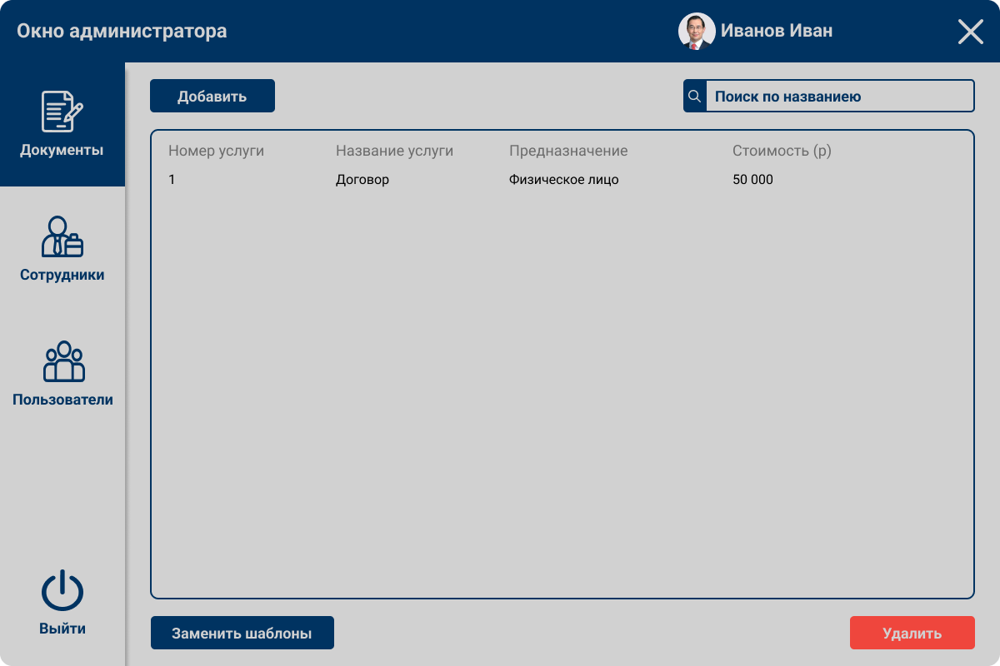 Окно администратора
Иванов Иван
Документы
Сотрудники
Пользователи
Выйти
Добавить
Поиск по названиею
Номер услуги Название услуги Предназначение Стоимость (р)
1 Договор Физическое лицо 50 000
Заменить шаблоны
Удалить